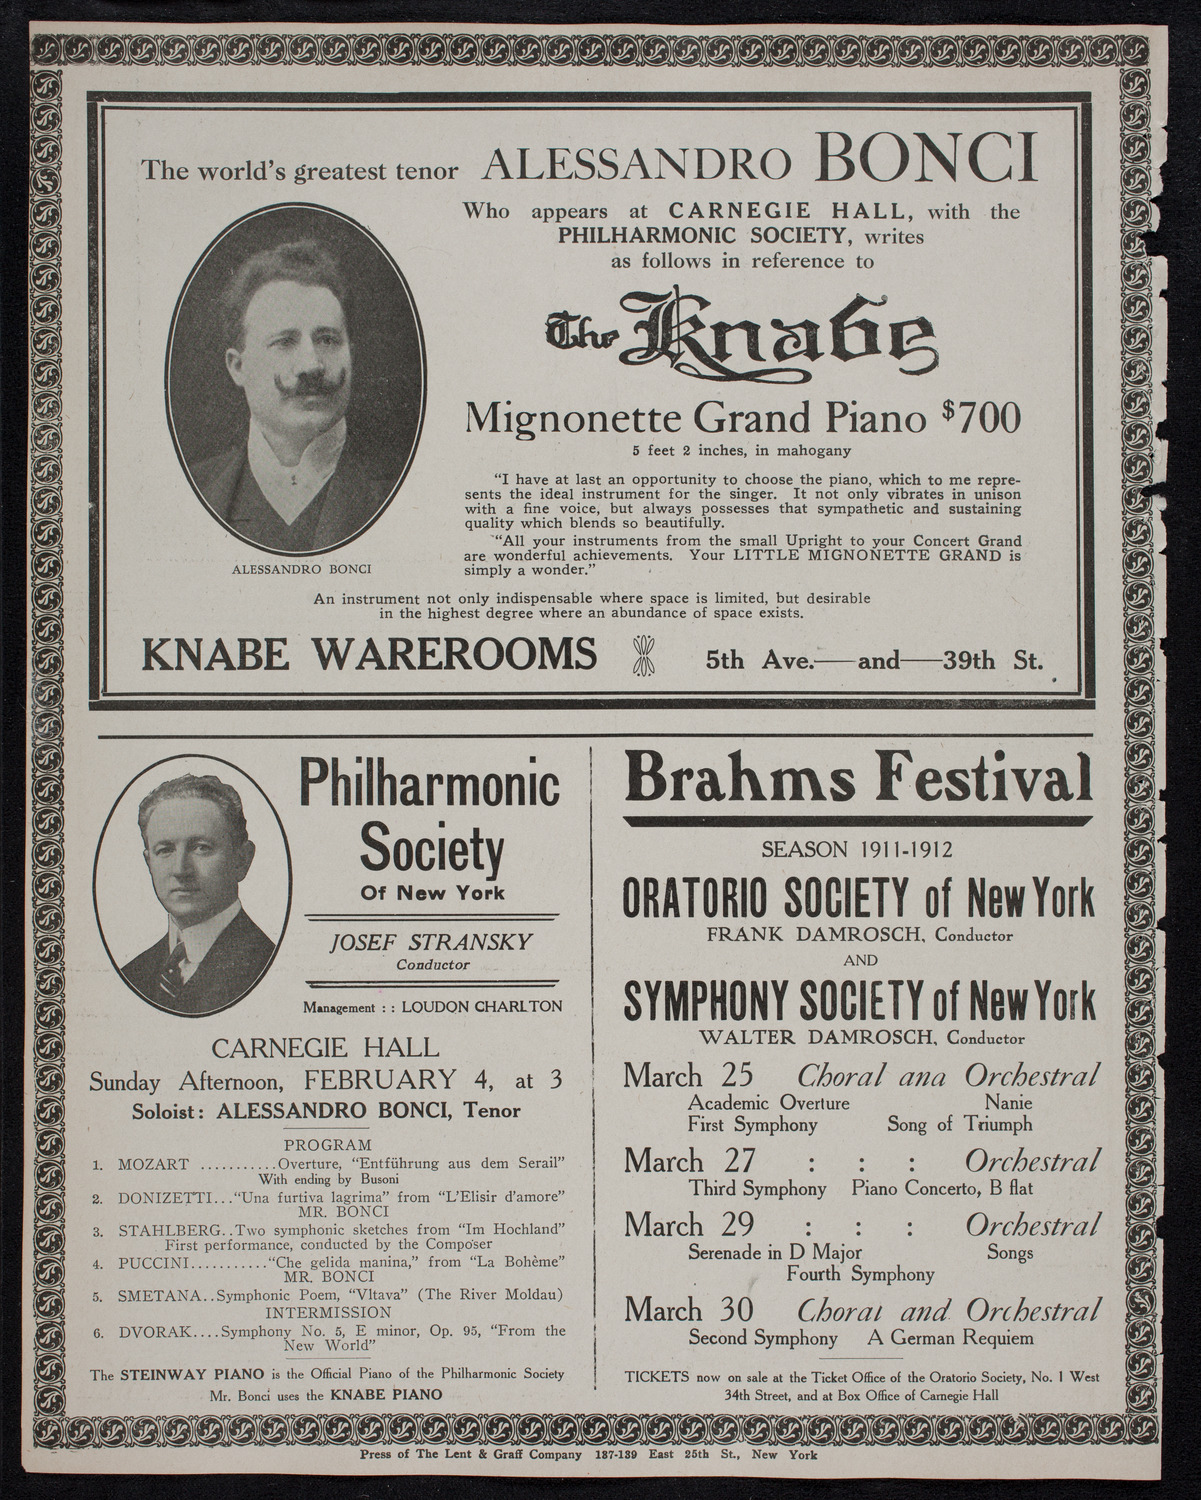 The world's greatest tenor ALESSANDRO BONCI
Who appears at CARNEGIE HALL, with the
PHILHARMONIC SOCIETY, writes
as follows in reference to
The Knabe
Mignonette Grand Piano $700
5 feet 2 inches, in mahogany
"I have at last an opportunity to choose the piano, which to me repre-
sents the ideal instrument for the singer. It not only vibrates in unison
with a fine voice, but always possesses that sympathetic and sustaining
quality which blends so beautifully.
"All your instruments from the small Upright to your Concert Grand
are wonderful achievements. Your LITTLE MIGNONETTE GRAND is
simply a wonder."
ALESSANDRO BONCI
An instrument not only indispensable where space is limited, but desirable
in the highest degree where an abundance of space exists.
KNABE WAREROOMS 5th Ave.—and—39th St.
Philharmonic
Society
Of New York
JOSEF STRANSKY
Conductor
Management : : LOUDON CHARLTON
CARNEGIE HALL
Sunday Afternoon, FEBRUARY 4, at 3
Soloist: ALESSANDRO BONCI, Tenor
PROGRAM
1. MOZART ...........Overture, "Entführung aus dem Serail"
With ending by Busoni
2. DONIZETTI..."Una furtiva lagrima" from "L'Elisir d'amore"
MR. BONCI
3. STAHLBERG..Two symphonic sketches from "Im Hochland"
First performance, conducted by the Composer
4. PUCCINI..........."Che gelida manina," from "La Bohème"
MR. BONCI
5. SMETANA..Symphonic Poem, "Vltava" (The River Moldau)
INTERMISSION
6. DVORAK....Symphony No. 5, E minor, Op. 95, "From the
New World"
The STEINWAY PIANO is the Official Piano of the Philharmonic Society
Mr. Bonci uses the KNABE PIANO
Brahms Festival
SEASON 1911-1912
ORATORIO SOCIETY of New York
FRANK DAMROSCH, Conductor
AND
SYMPHONY SOCIETY of New York
WALTER DAMROSCH, Conductor
March 25 Choral and Orchestral
Academic Overture Nanie
First Symphony Song of Triumph
March 27 : : : Orchestral
Third Symphony Piano Concerto, B flat
March 29 : : : Orchestral
Serenade in D Major Songs
Fourth Symphony
March 30 Choral and Orchestral
Second Symphony A German Requiem
TICKETS now on sale at the Ticket Office of the Oratorio Society, No. 1 West
34th Street, and at Box Office of Carnegie Hall
Press of The Lent & Graff Company 137-139 East 25th St., New York